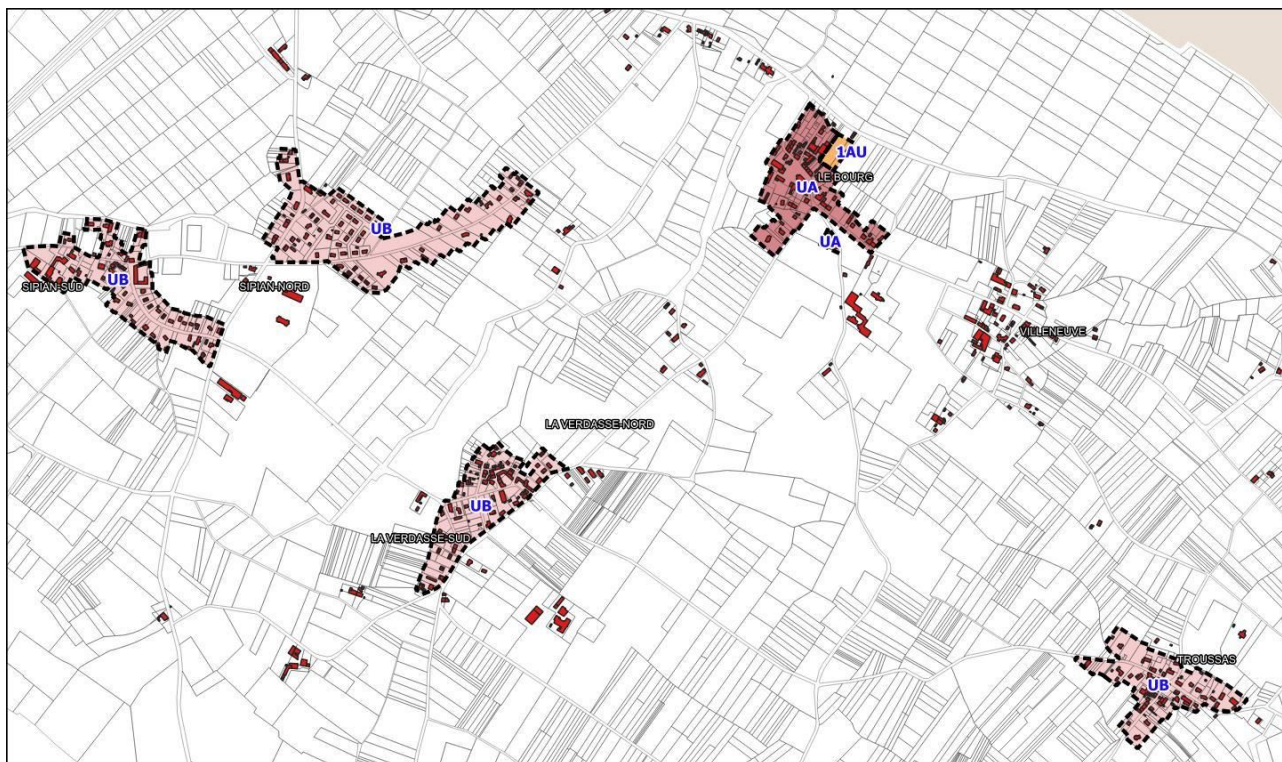 1AU
LE BOURG
UA
UB
UA
UB
SIPIAN-SUD
SIPIAN-NORD
VILLENEUVE
LA VERDASSE-NORD
UB
LA VERDASSE-SUD
TROUSSAS
UB